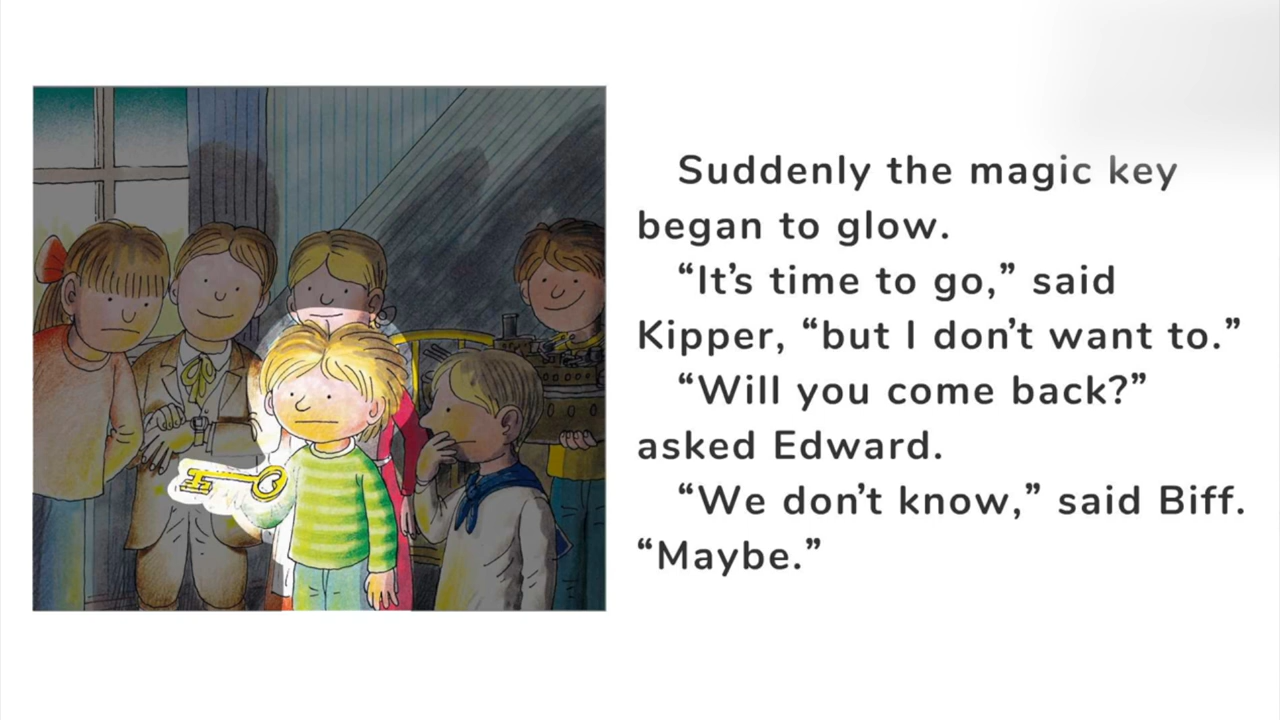 Suddenly the magic key
began to glow.
“It’s time to go,” said
Kipper, “but I don’t want to.”
“Will you come back?”
asked Edward.
“We don’t know,” said Biff.
“Maybe.”